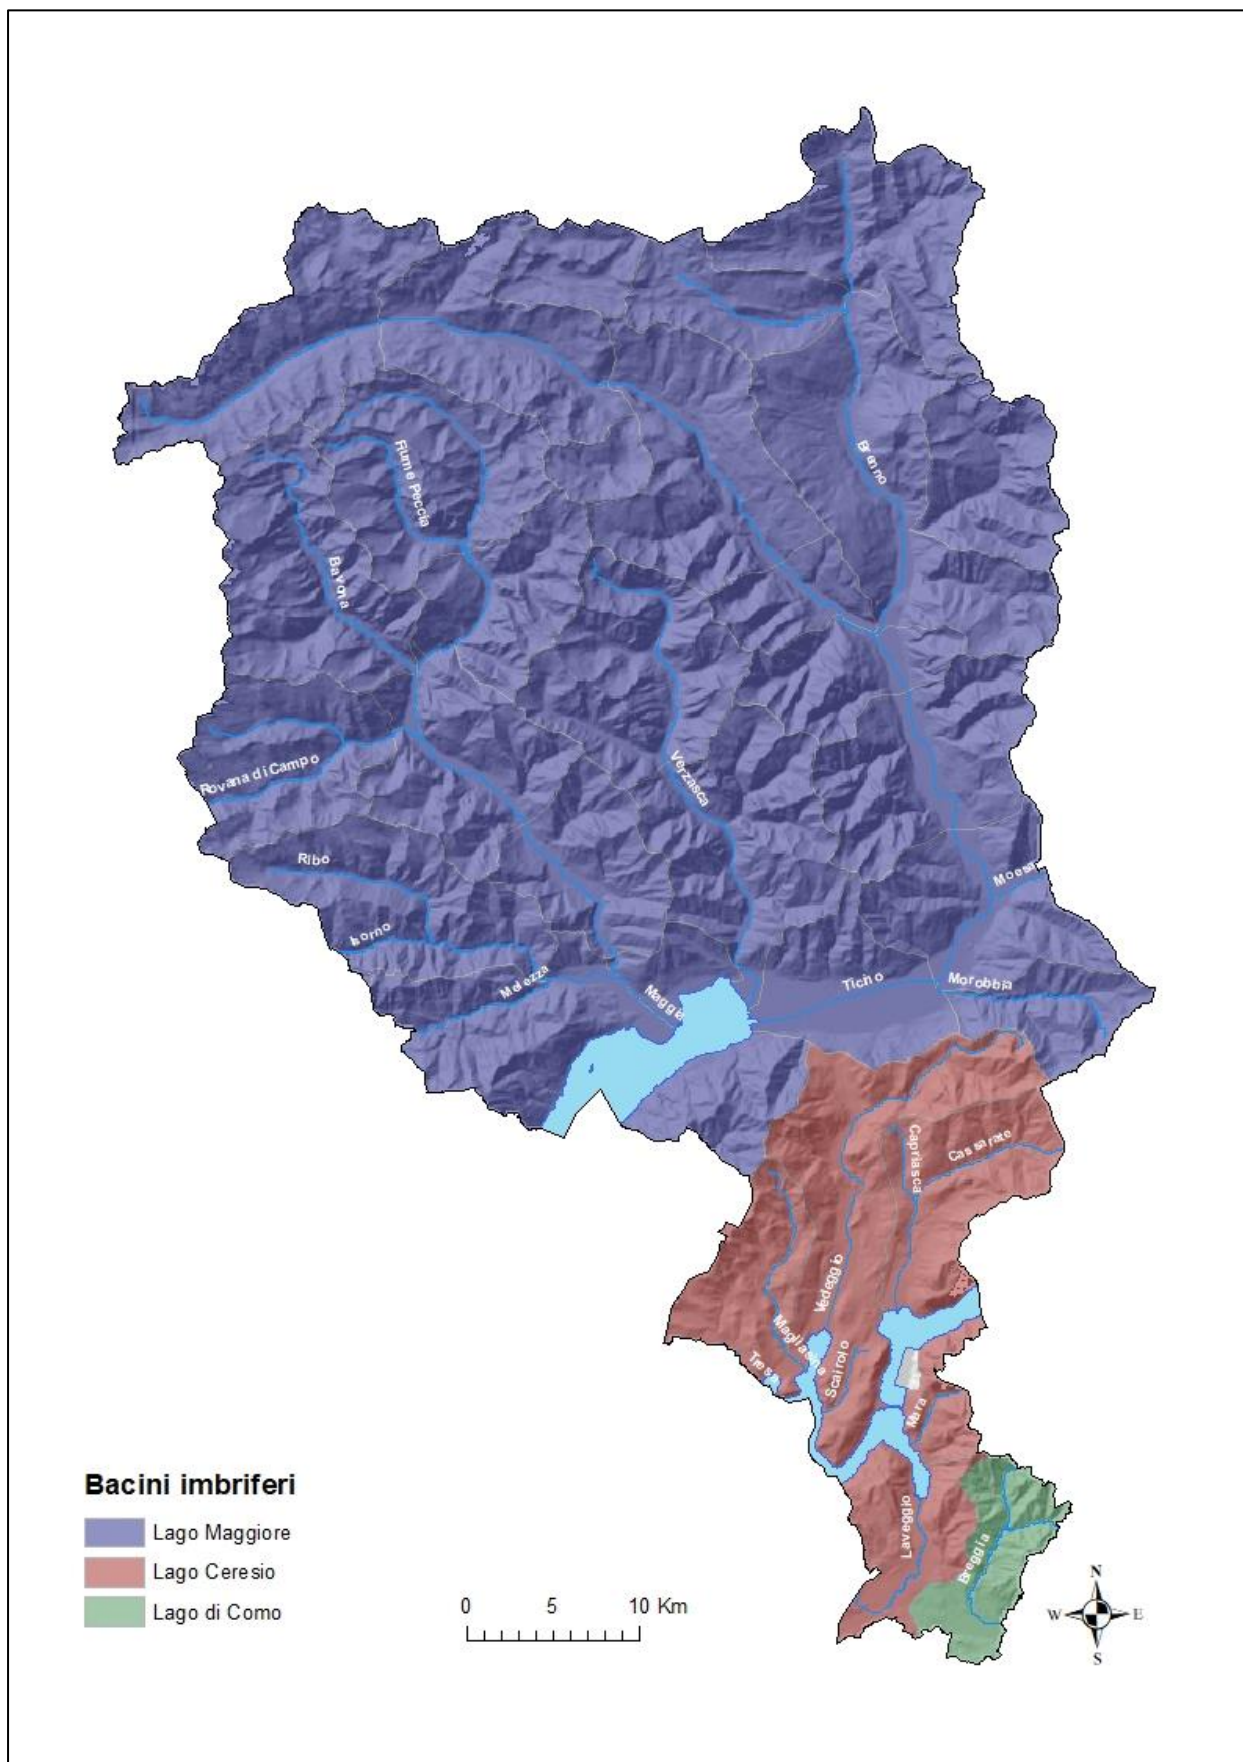 Brenno
Fiume Peccia
Bavona
Verzasca
Rovana di Campo
Ribo
Moesa
Isorno
Melezza
Maggia
Ticino
Morobbia
Capriasca
Cassarate
Vedeggio
Magliasina
Tresa
Scairolo
Mara
Laveggio
Breggia
Bacini imbriferi
Lago Maggiore
Lago Ceresio
Lago di Como
0 5 10 Km
N
W E
S